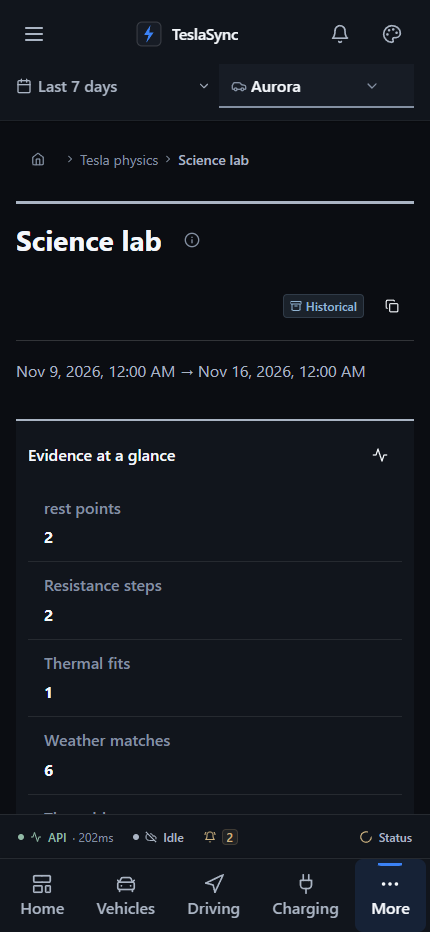 TeslaSync
Last 7 days
Aurora
Tesla physics
Science lab
Science lab
Historical
Nov 9, 2026, 12:00 AM → Nov 16, 2026, 12:00 AM
Evidence at a glance
rest points
2
Resistance steps
2
Thermal fits
1
Weather matches
6
API · 202ms
Idle
2
Status
Home
Vehicles
Driving
Charging
More